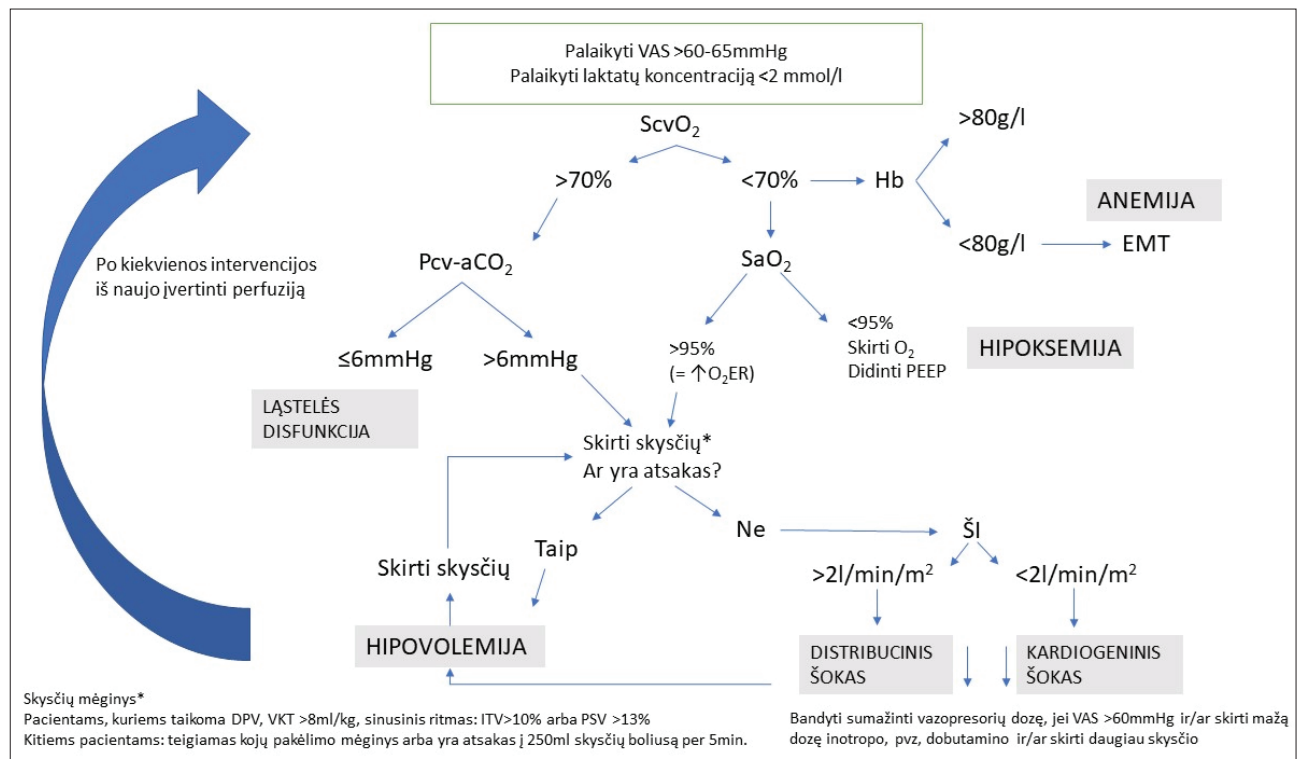 Palaikyti VAS >60-65mmHg
Palaikyti laktatų koncentraciją <2 mmol/l
ScvO₂
>70%
<70%
Hb
>80g/l
<80g/l
ANEMIJA
EMT
Po kiekvienos intervencijos
iš naujo įvertinti perfuziją
Pcv-aCO₂
SaO₂
≤6mmHg
>6mmHg
>95%
(= ↑O₂ER)
<95%
Skirti O₂
Didinti PEEP
HIPOKSEMIJA
LĄSTELĖS
DISFUNKCIJA
Skirti skysčių*
Ar yra atsakas?
Taip
Ne
ŠI
Skirti skysčių
>2l/min/m²
<2l/min/m²
HIPOVOLEMIJA
DISTRIBUCINIS
ŠOKAS
KARDIOGENINIS
ŠOKAS
Skysčių mėginys*
Pacientams, kuriems taikoma DPV, VKT >8ml/kg, sinusinis ritmas: ITV>10% arba PSV >13%
Kitiems pacientams: teigiamas kojų pakėlimo mėginys arba yra atsakas į 250ml skysčių boliusą per 5min.
Bandyti sumažinti vazopresorių dozę, jei VAS >60mmHg ir/ar skirti mažą
dozę inotropo, pvz, dobutamino ir/ar skirti daugiau skysčio